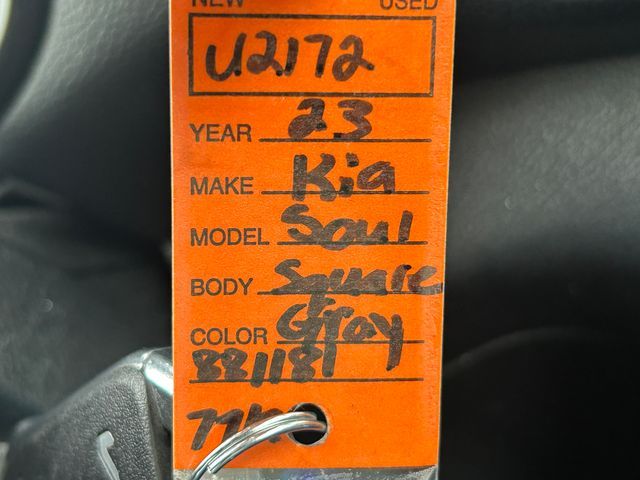 NEW USED
U2172
YEAR 23
MAKE Kia
MODEL Soul
BODY Square
COLOR Gray
881181